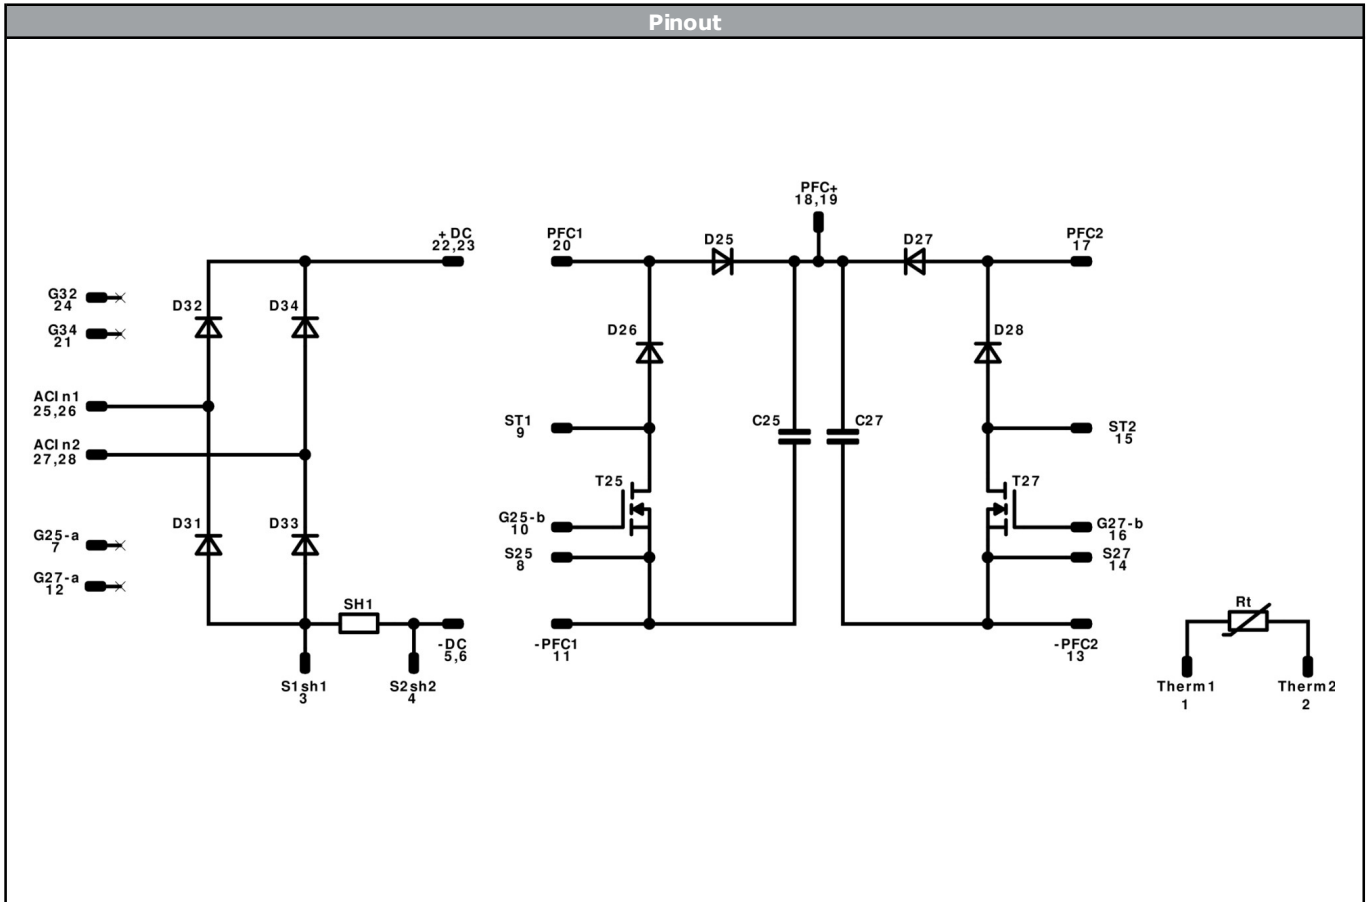 Pinout
PFC+
18,19
+DC
22,23
PFC1
20
D25
D27
PFC2
17
G32
24
D32
D34
G34
21
D26
D28
ACIn1
25,26
ST1
9
C25
C27
ST2
15
ACIn2
27,28
T25
T27
G25-b
10
G27-b
16
D31
D33
G25-a
7
S25
8
S27
14
G27-a
12
SH1
Rt
-DC
5,6
-PFC1
11
-PFC2
13
S1sh1
3
S2sh2
4
Therm1
1
Therm2
2